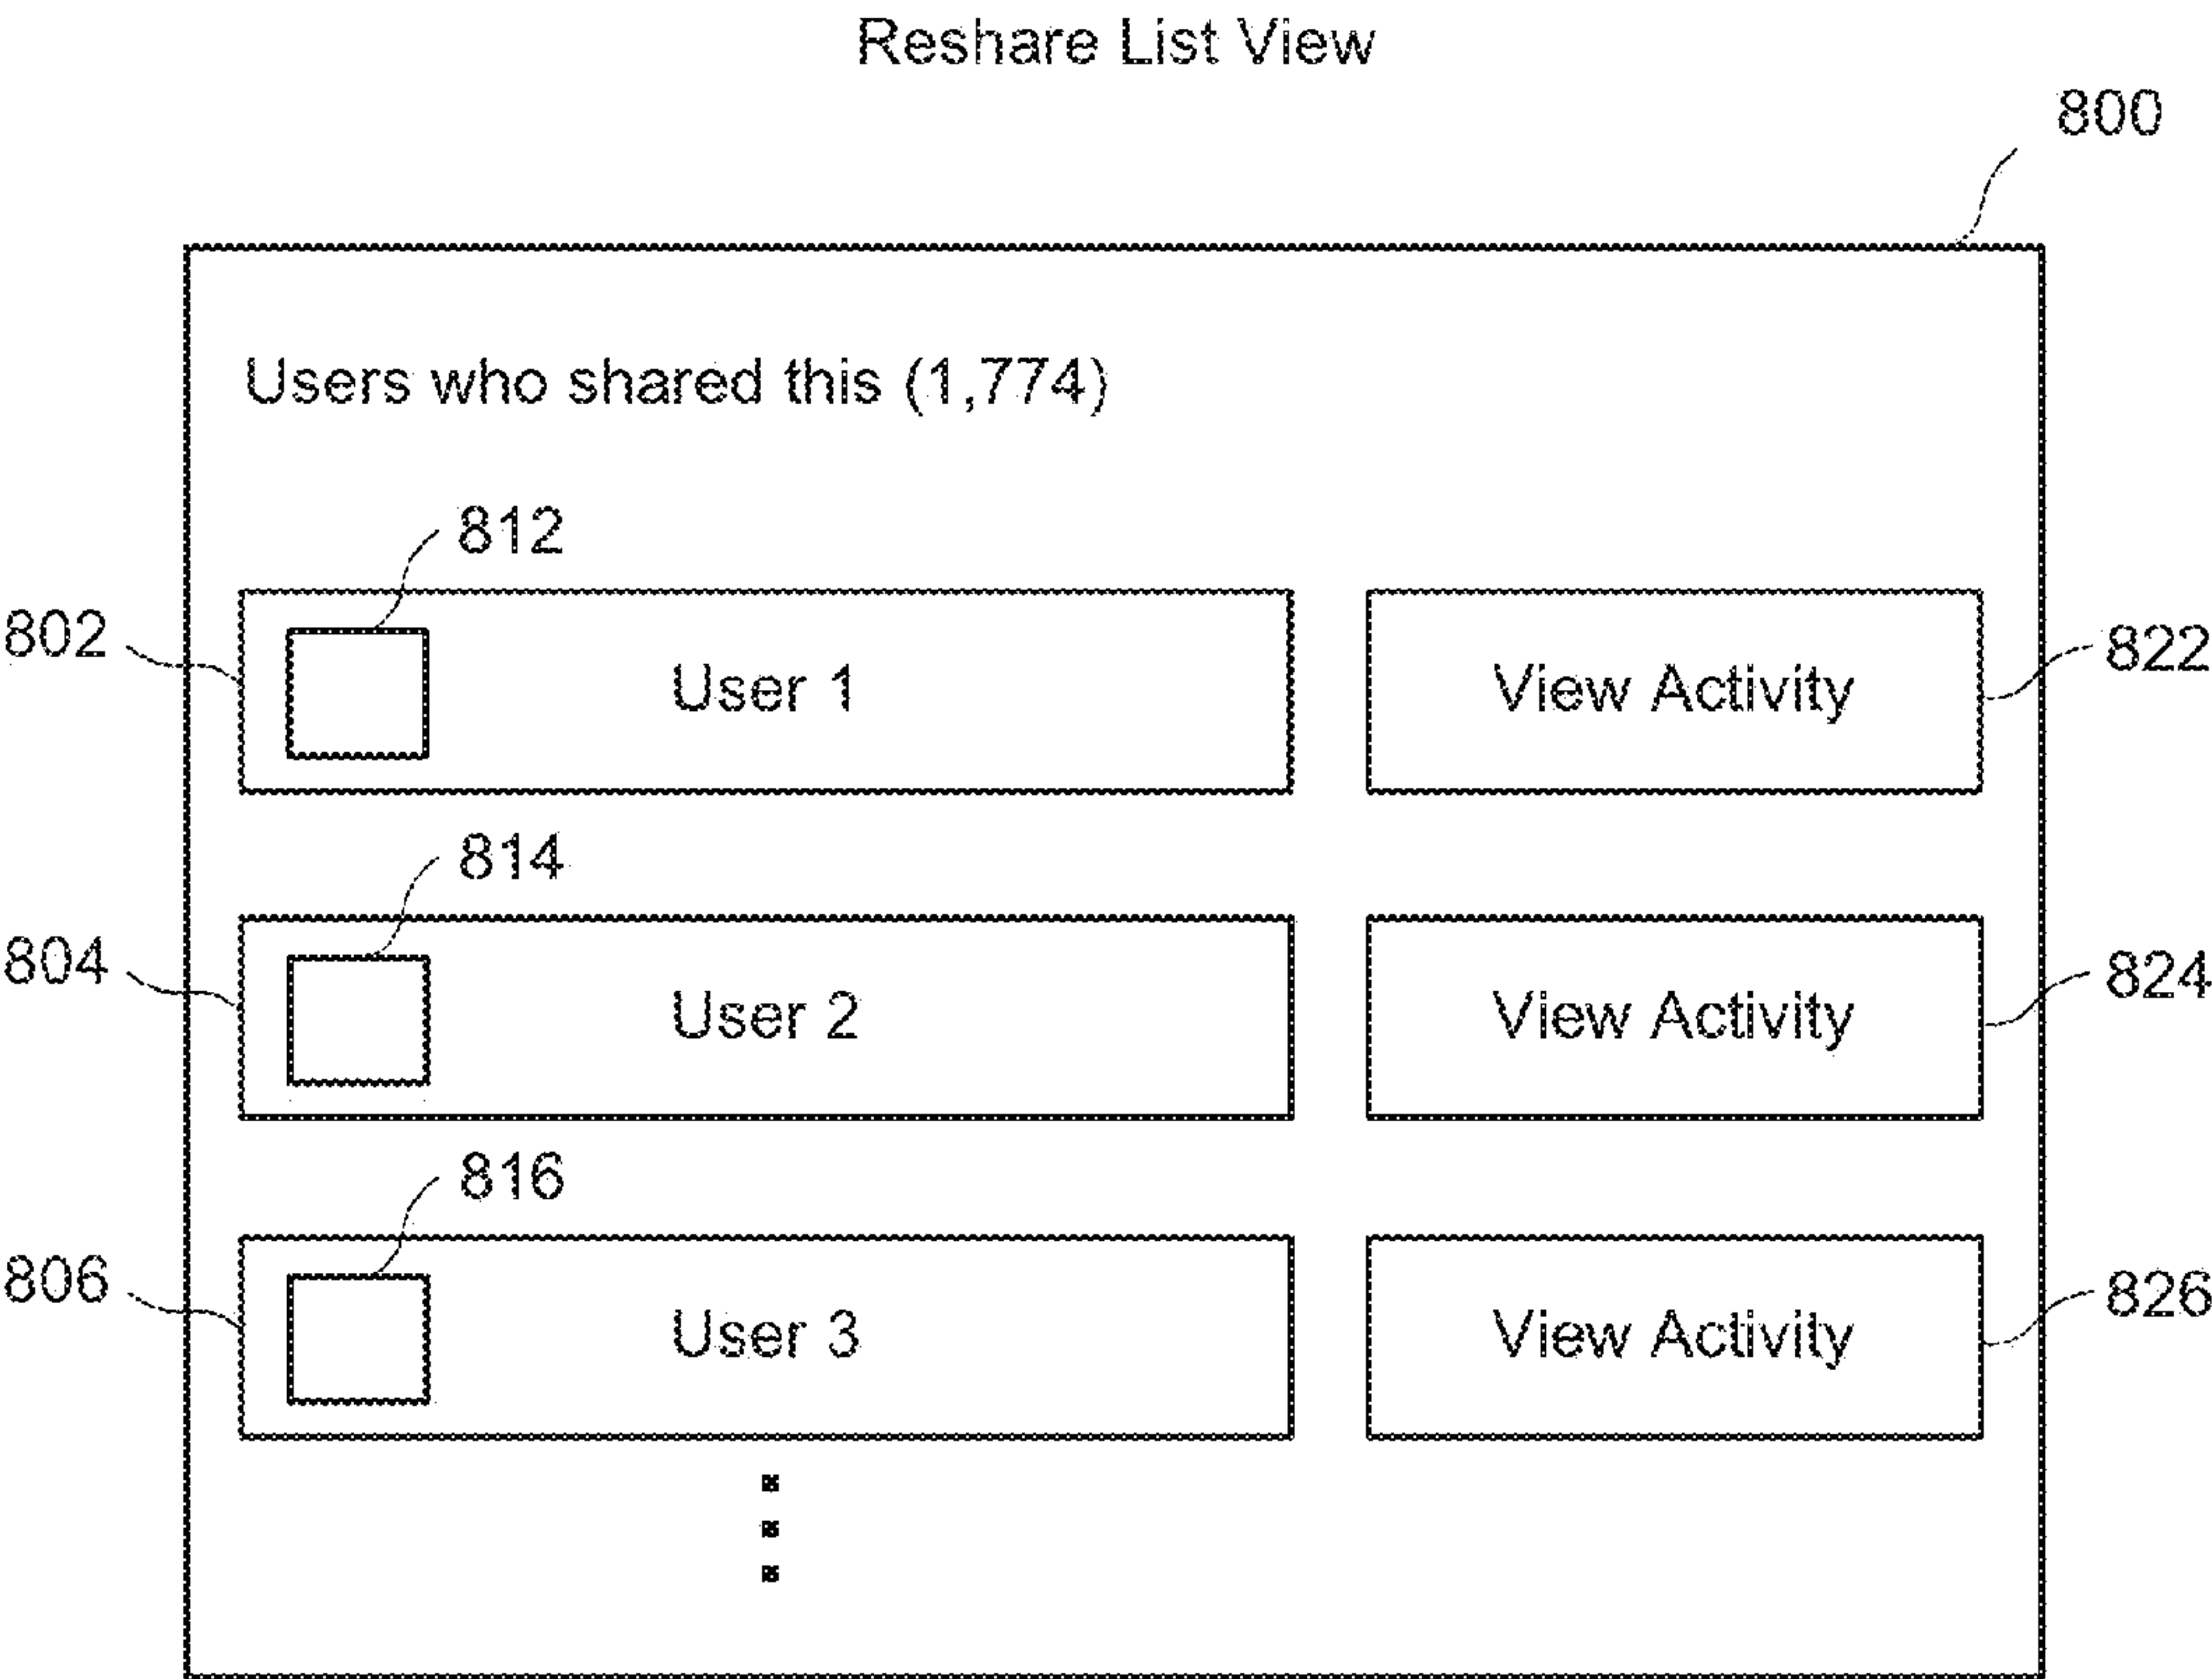 Reshare List View
800
Users who shared this (1,774)
812
802
User 1
View Activity
822
814
804
User 2
View Activity
824
816
806
User 3
View Activity
826